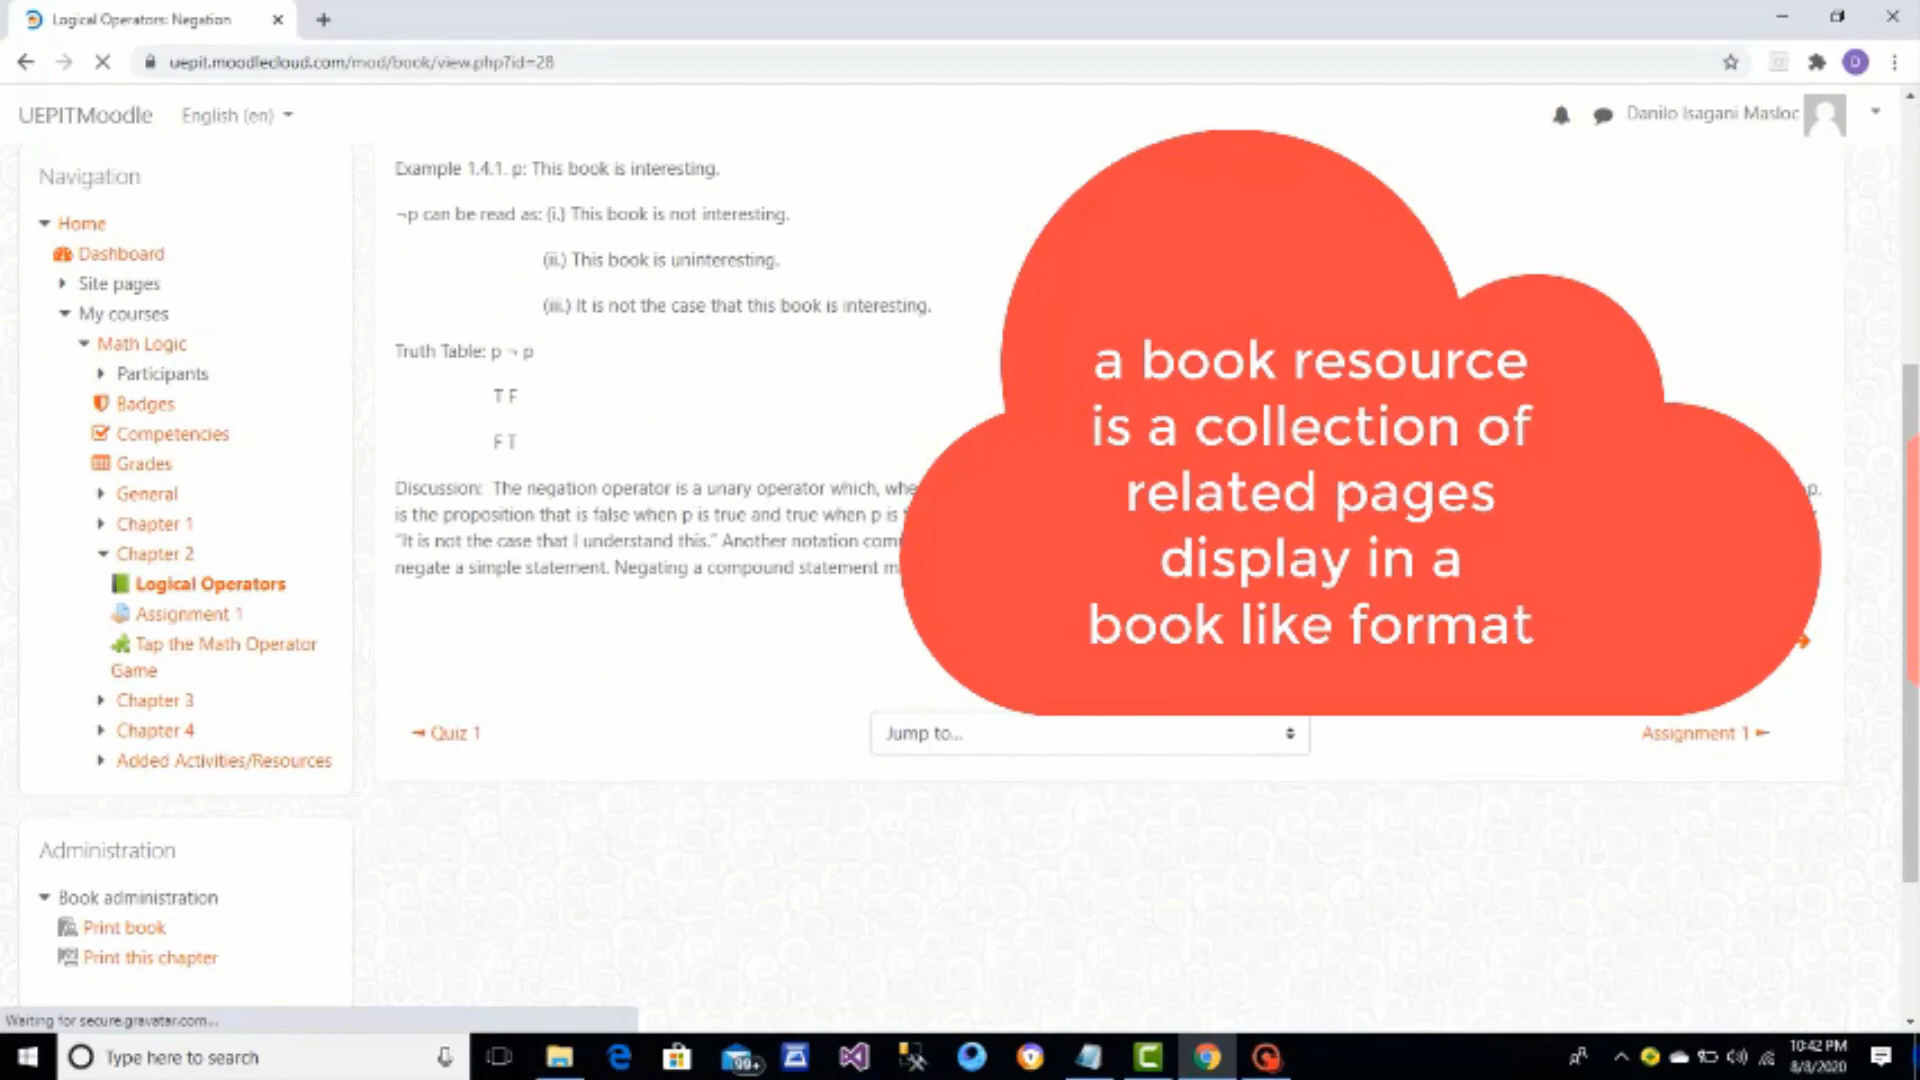 Logical Operators: Negation
uepit.moodlecloud.com/mod/book/view.php?id=28
D
UEPITMoodle
English (en)
Danilo Isagani Masloc
Navigation
Home
Dashboard
Site pages
My courses
Math Logic
Participants
Badges
Competencies
Grades
General
Chapter 1
Chapter 2
Logical Operators
Assignment 1
Tap the Math Operator
Game
Chapter 3
Chapter 4
Added Activities/Resources
Administration
Book administration
Print book
Print this chapter
Example 1.4.1. p: This book is interesting.
¬p can be read as: (i.) This book is not interesting.
(ii.) This book is uninteresting.
(iii.) It is not the case that this book is interesting.
Truth Table: p ¬ p
T F
F T
Discussion: The negation operator is a unary operator which, p.
is the proposition that is false when p is true and true when p is
“It is not the case that I understand this.” Another notation
negate a simple statement. Negating a compound statement
a book resource
is a collection of
related pages
display in a
book like format
Quiz 1
Jump to...
Assignment 1
Waiting for secure.gravatar.com...
Type here to search
99+
10:42 PM
8/8/2020